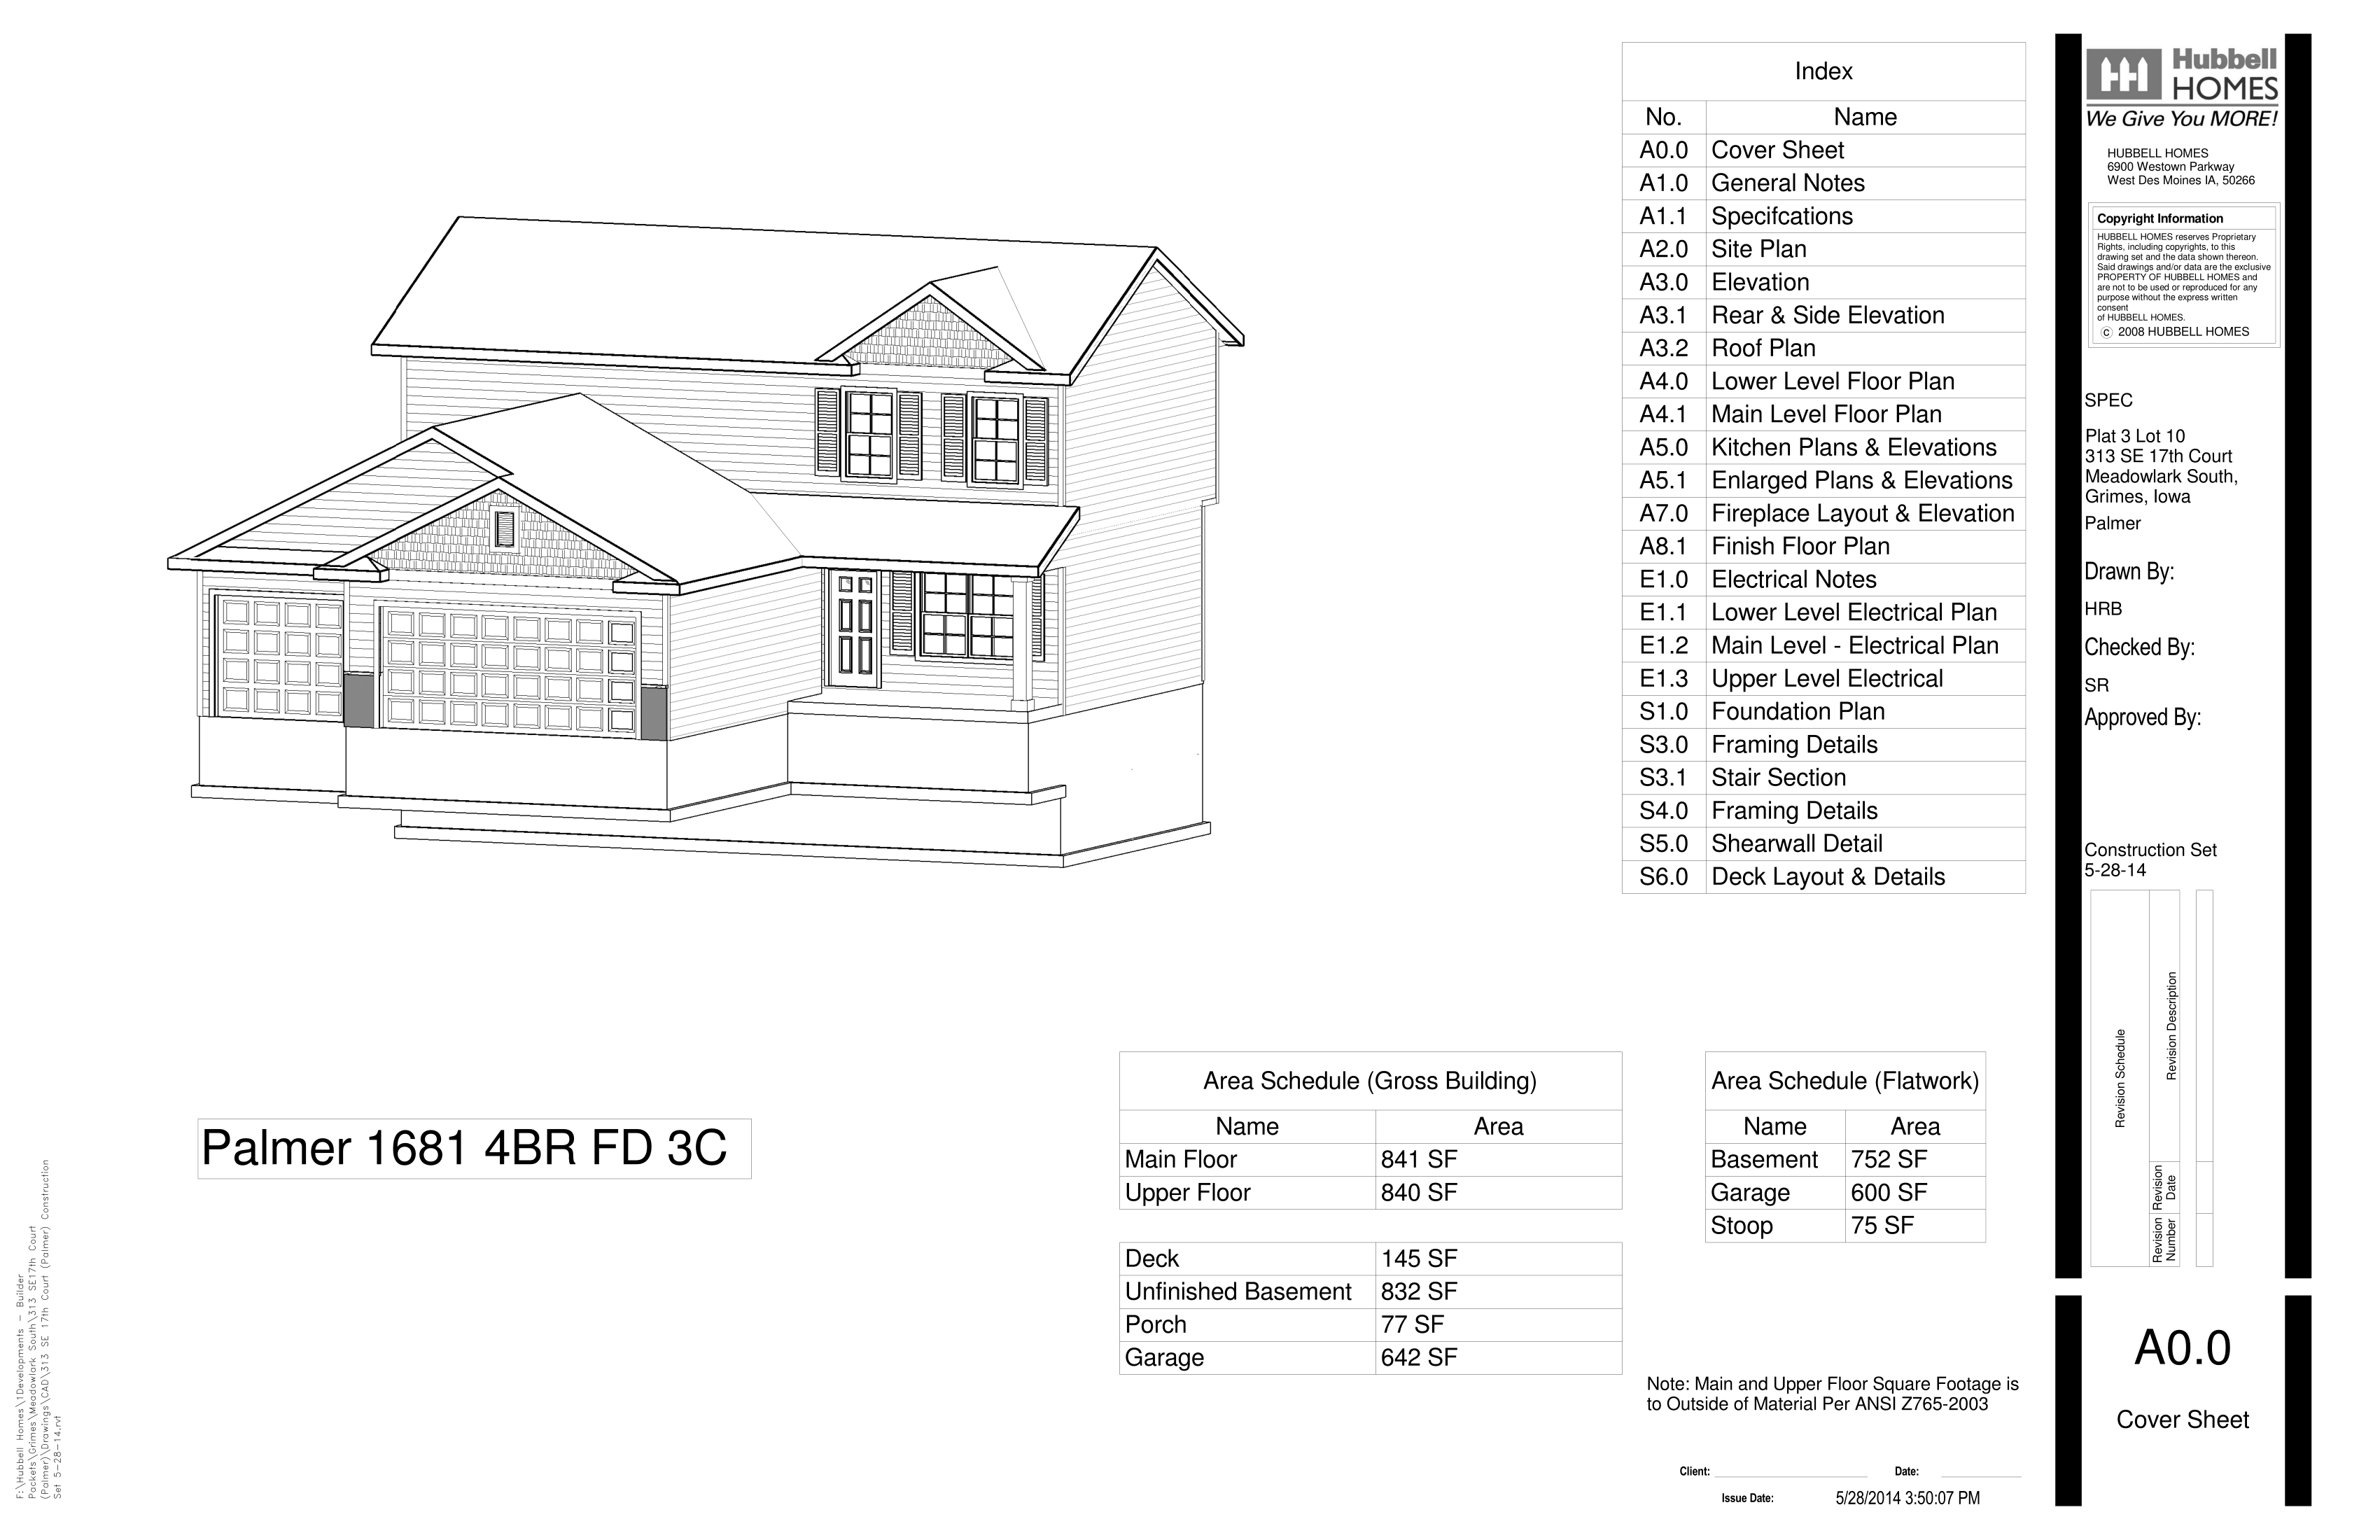 Index
No. Name
A0.0 Cover Sheet
A1.0 General Notes
A1.1 Specifcations
A2.0 Site Plan
A3.0 Elevation
A3.1 Rear & Side Elevation
A3.2 Roof Plan
A4.0 Lower Level Floor Plan
A4.1 Main Level Floor Plan
A5.0 Kitchen Plans & Elevations
A5.1 Enlarged Plans & Elevations
A7.0 Fireplace Layout & Elevation
A8.1 Finish Floor Plan
E1.0 Electrical Notes
E1.1 Lower Level Electrical Plan
E1.2 Main Level - Electrical Plan
E1.3 Upper Level Electrical
S1.0 Foundation Plan
S3.0 Framing Details
S3.1 Stair Section
S4.0 Framing Details
S5.0 Shearwall Detail
S6.0 Deck Layout & Details
Palmer 1681 4BR FD 3C
Area Schedule (Gross Building)
Name Area
Main Floor 841 SF
Upper Floor 840 SF
Deck 145 SF
Unfinished Basement 832 SF
Porch 77 SF
Garage 642 SF
Area Schedule (Flatwork)
Name Area
Basement 752 SF
Garage 600 SF
Stoop 75 SF
Note: Main and Upper Floor Square Footage is
to Outside of Material Per ANSI Z765-2003
Client: Date:
Issue Date: 5/28/2014 3:50:07 PM
Hubbell
HOMES
We Give You MORE!
HUBBELL HOMES
6900 Westown Parkway
West Des Moines IA, 50266
Copyright Information
HUBBELL HOMES reserves Proprietary
Rights, including copyrights, to this
drawing set and the data shown thereon.
Said drawings and/or data are the exclusive
PROPERTY OF HUBBELL HOMES and
are not to be used or reproduced for any
purpose without the express written
consent
of HUBBELL HOMES.
© 2008 HUBBELL HOMES
SPEC
Plat 3 Lot 10
313 SE 17th Court
Meadowlark South,
Grimes, Iowa
Palmer
Drawn By:
HRB
Checked By:
SR
Approved By:
Construction Set
5-28-14
Revision Schedule
Revision Number
Revision Date
Revision Description
A0.0
Cover Sheet
F:\Hubbell Homes\1Developments - Builder
Packets\Grimes\Meadowlark South\313 SE17th Court
(Palmer)\Drawings\CAD\313 SE 17th Court (Palmer) Construction
Set 5-28-14.rvt